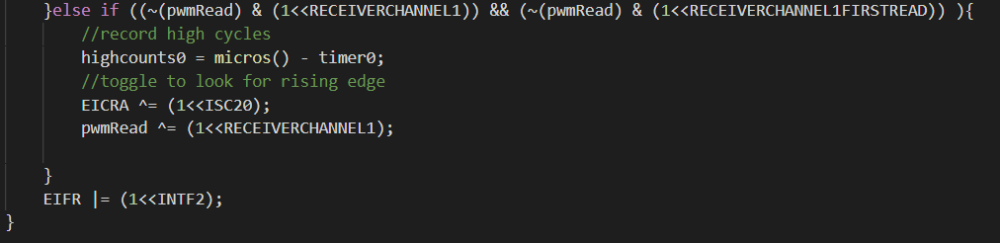 }else if ((~(pwmRead) & (1<<RECEIVERCHANNEL1)) && (~(pwmRead) & (1<<RECEIVERCHANNEL1FIRSTREAD)) ){
//record high cycles
highcounts0 = micros() - timer0;
//toggle to look for rising edge
EICRA ^= (1<<ISC20);
pwmRead ^= (1<<RECEIVERCHANNEL1);
}
EIFR |= (1<<INTF2);
}